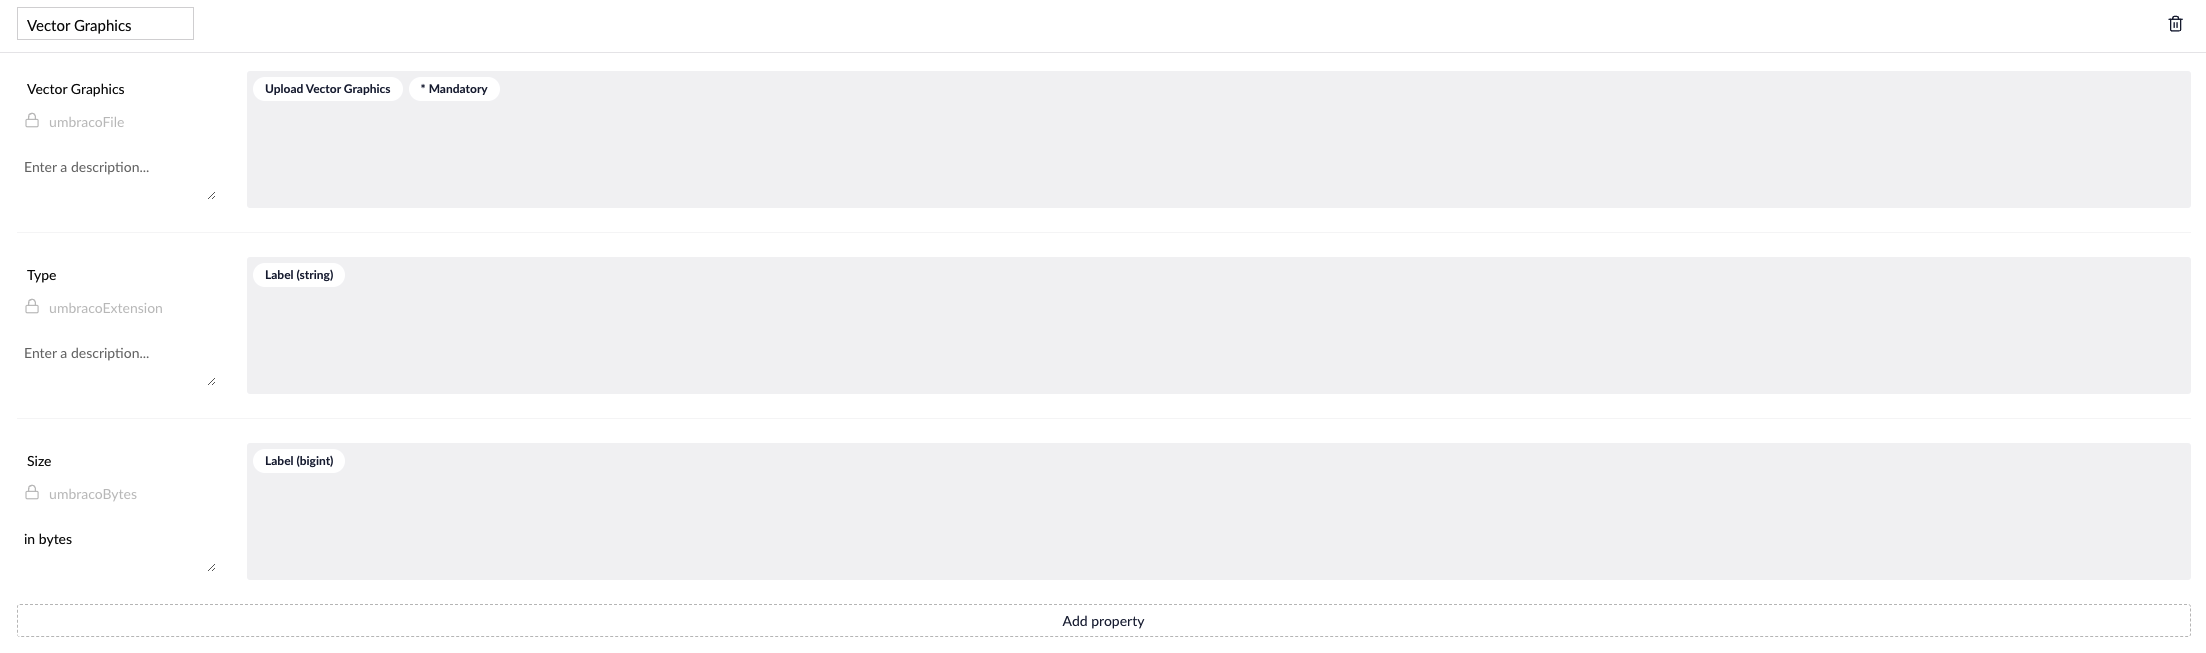 Vector Graphics
Vector Graphics
Upload Vector Graphics
* Mandatory
umbracoFile
Enter a description...
Type
Label (string)
umbracoExtension
Enter a description...
Size
Label (bigint)
umbracoBytes
in bytes
Add property